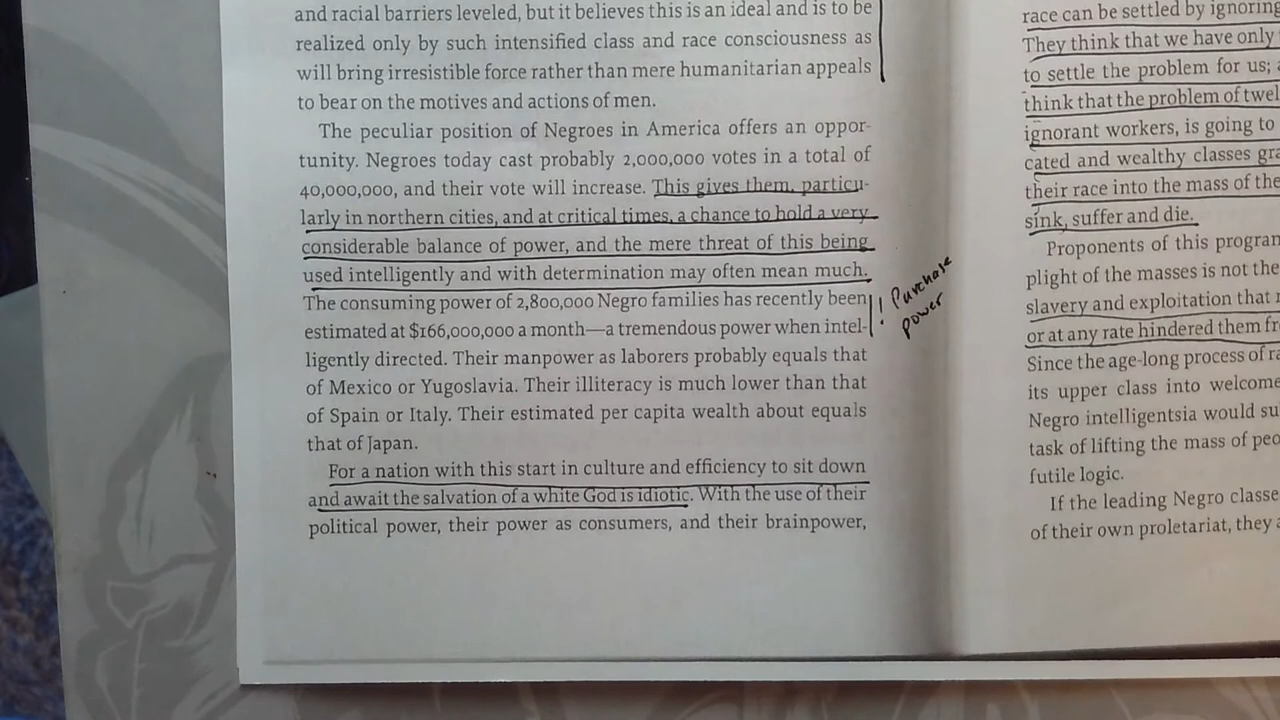 and racial barriers leveled, but it believes this is an ideal and is to be
realized only by such intensified class and race consciousness as
will bring irresistible force rather than mere humanitarian appeals
to bear on the motives and actions of men.
The peculiar position of Negroes in America offers an oppor-
tunity. Negroes today cast probably 2,000,000 votes in a total of
40,000,000, and their vote will increase. This gives them, particu-
larly in northern cities, and at critical times, a chance to hold a very
considerable balance of power, and the mere threat of this being
used intelligently and with determination may often mean much.
The consuming power of 2,800,000 Negro families has recently been
estimated at $166,000,000 a month—a tremendous power when intel-
ligently directed. Their manpower as laborers probably equals that
of Mexico or Yugoslavia. Their illiteracy is much lower than that
of Spain or Italy. Their estimated per capita wealth about equals
that of Japan.
For a nation with this start in culture and efficiency to sit down
and await the salvation of a white God is idiotic. With the use of their
political power, their power as consumers, and their brainpower,
! Purchase
power
race can be settled by ignoring
They think that we have only
to settle the problem for us;
think that the problem of twel
ignorant workers, is going to
cated and wealthy classes gra
their race into the mass of the
sink, suffer and die.
Proponents of this program
plight of the masses is not the
slavery and exploitation that
or at any rate hindered them fr
Since the age-long process of ra
its upper class into welcome
Negro intelligentsia would su
task of lifting the mass of peo
futile logic.
If the leading Negro classe
of their own proletariat, they